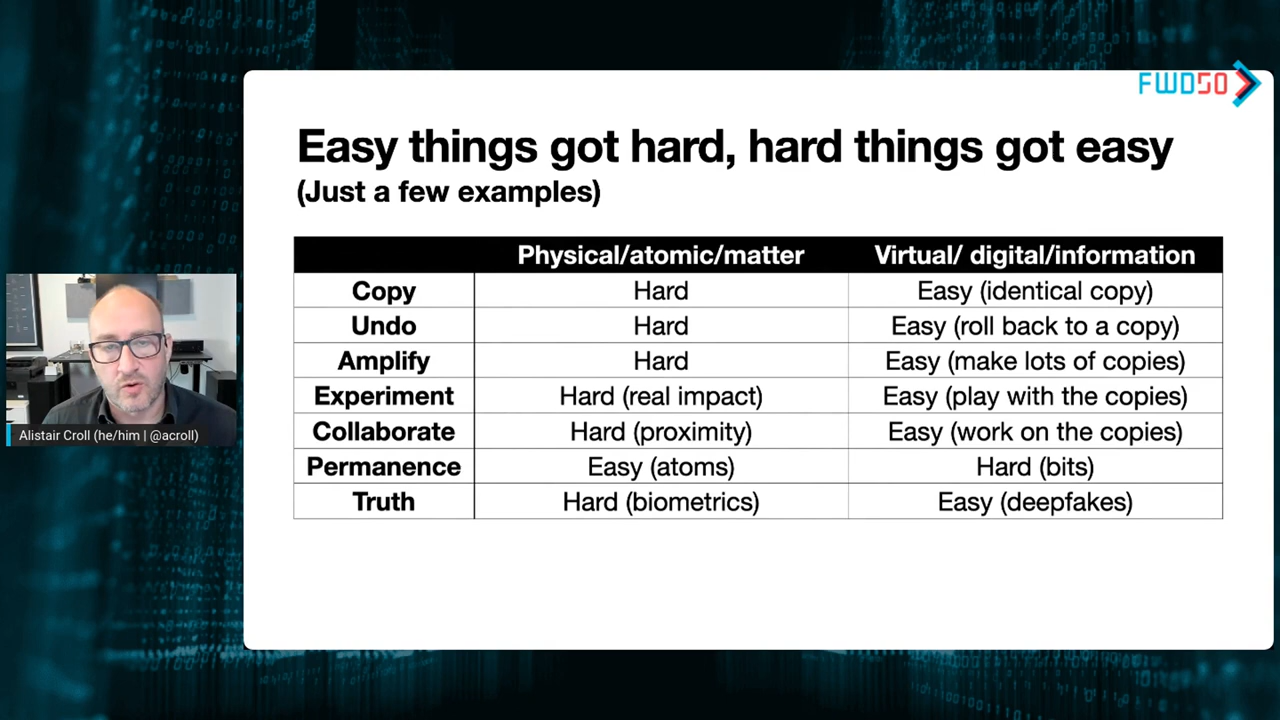 FWD50
Easy things got hard, hard things got easy
(Just a few examples)
Physical/atomic/matter Virtual/ digital/information
Copy Hard Easy (identical copy)
Undo Hard Easy (roll back to a copy)
Amplify Hard Easy (make lots of copies)
Experiment Hard (real impact) Easy (play with the copies)
Collaborate Hard (proximity) Easy (work on the copies)
Permanence Easy (atoms) Hard (bits)
Truth Hard (biometrics) Easy (deepfakes)
Alistair Croll (he/him | @acroll)